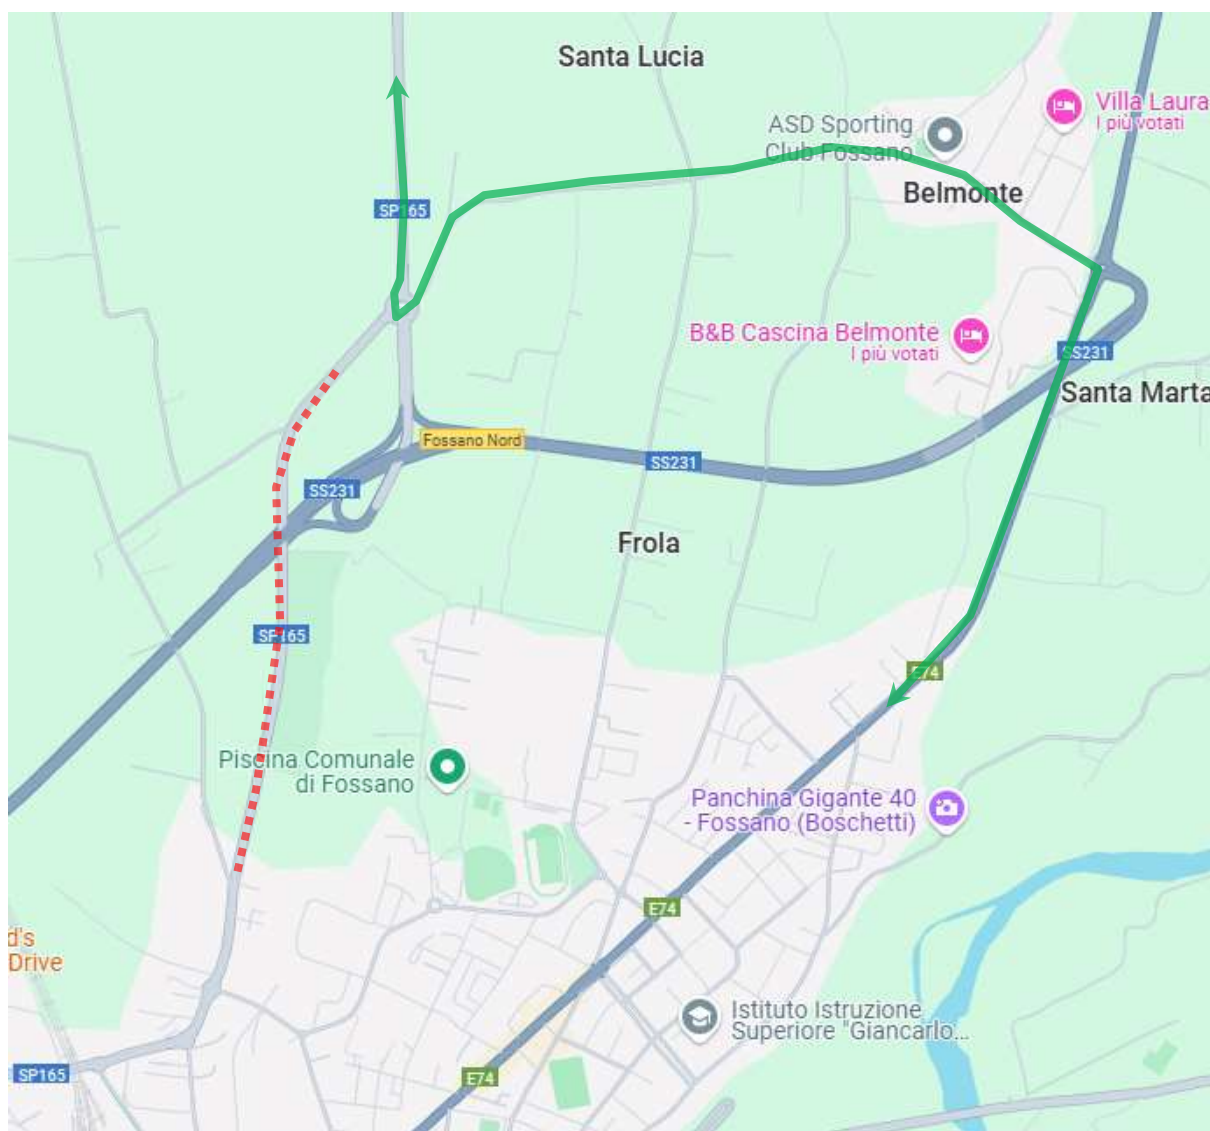 Santa Lucia
Villa Laura
I più votati
ASD Sporting
Club Fossano
Belmonte
SP165
B&B Cascina Belmonte
I più votati
SS231
Santa Marta
Fossano Nord
SS231
SS231
Frola
SP165
E74
Piscina Comunale
di Fossano
Panchina Gigante 40
- Fossano (Boschetti)
E74
d's
Drive
Istituto Istruzione
Superiore "Giancarlo...
SP165
E74